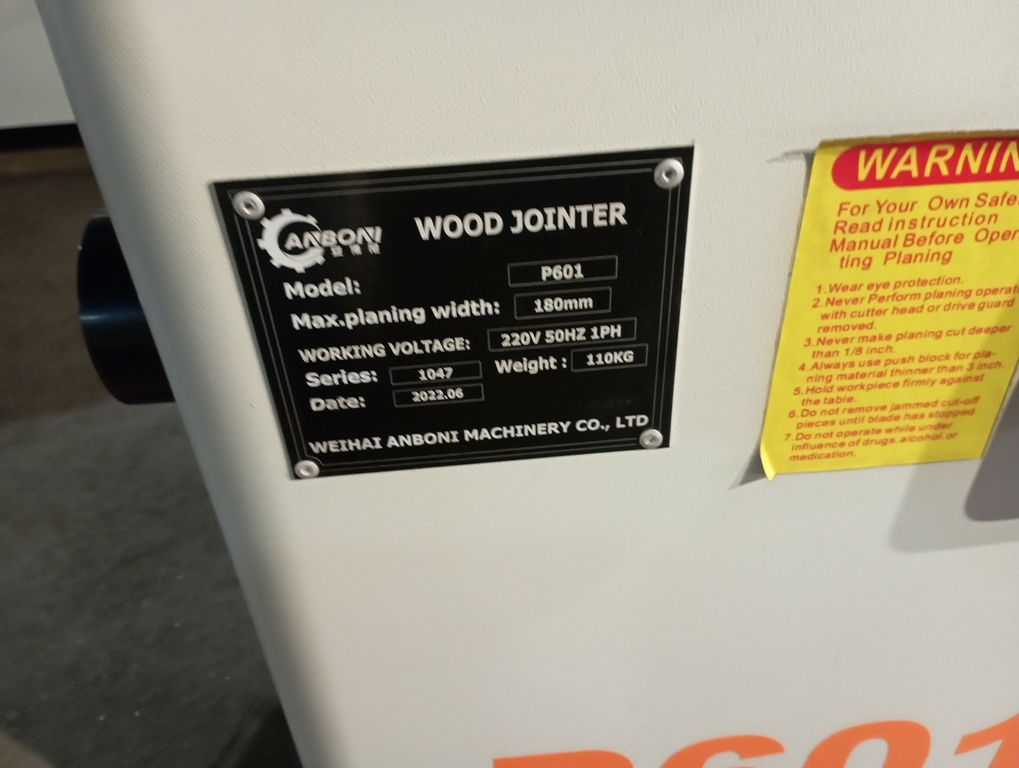 ANBONI
WOOD JOINTER
Model: P601
Max.planing width: 180mm
WORKING VOLTAGE: 220V 50HZ 1PH
Series: 1047 Weight : 110KG
Date: 2022.06
WEIHAI ANBONI MACHINERY CO., LTD
WARNIN
For Your Own Safe
Read instruction
Manual Before Oper
ting Planing
1.Wear eye protection.
2.Never Perform planing operat
with cutter head or drive guard
removed.
3.Never make planing cut deeper
than 1/8 inch.
4.Always use push block for pla-
ning material thinner than 3 inch.
5.Hold workpiece firmly against
the table.
6.Do not remove jammed cut-off
pieces until blade has stopped
7.Do not operate while under
influence of drugs.alcohol.or
medication.
P601